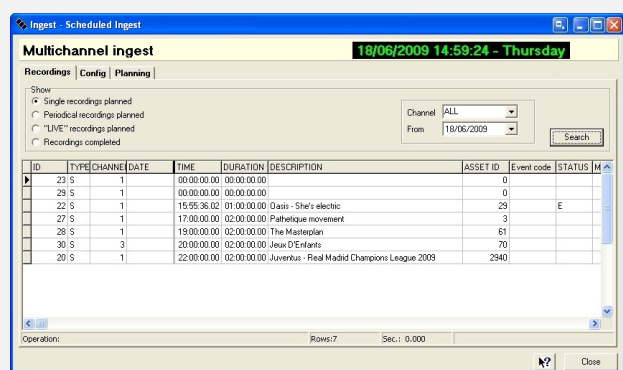 Ingest - Scheduled Ingest
Multichannel ingest 18/06/2009 14:59:24 - Thursday
Recordings Config Planning
Show
Single recordings planned
Periodical recordings planned
"LIVE" recordings planned
Recordings completed
Channel ALL
From 18/06/2009
Search
ID TYPE CHANNEL DATE TIME DURATION DESCRIPTION ASSET ID Event code STATUS M
23 S 1 00:00:00.00 00:00:00.00 0
29 S 1 00:00:00.00 00:00:00.00 0
22 S 1 15:55:36.02 01:00:00.00 Oasis - She's electric 29 E
27 S 1 17:00:00.00 02:00:00.00 Pathetique movement 3
28 S 1 19:00:00.00 02:00:00.00 The Masterplan 61
30 S 3 20:00:00.00 02:00:00.00 Jeux D'Enfants 70
20 S 1 22:00:00.00 02:00:00.00 Juventus - Real Madrid Champions League 2009 2940
Operation: Rows:7 Sec.: 0.000
Close